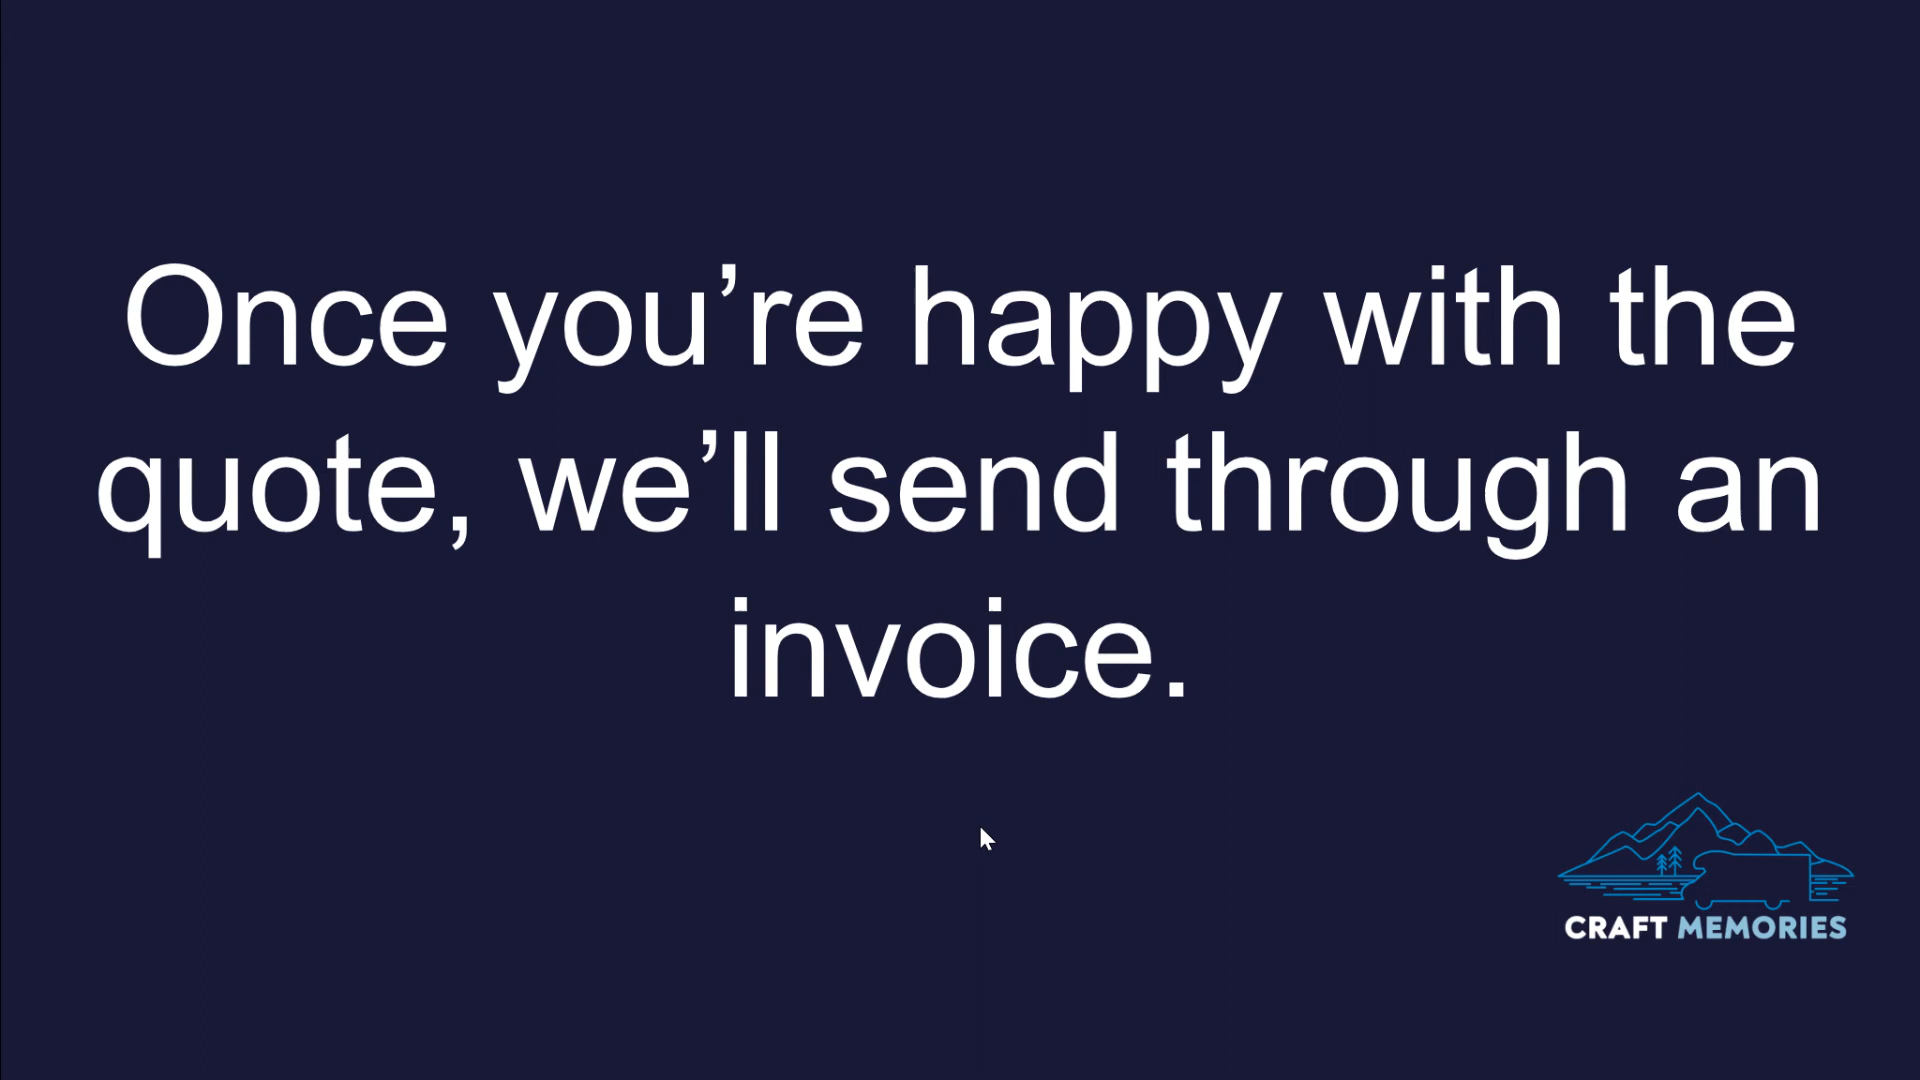 Once you’re happy with the
quote, we’ll send through an
invoice.
CRAFT MEMORIES